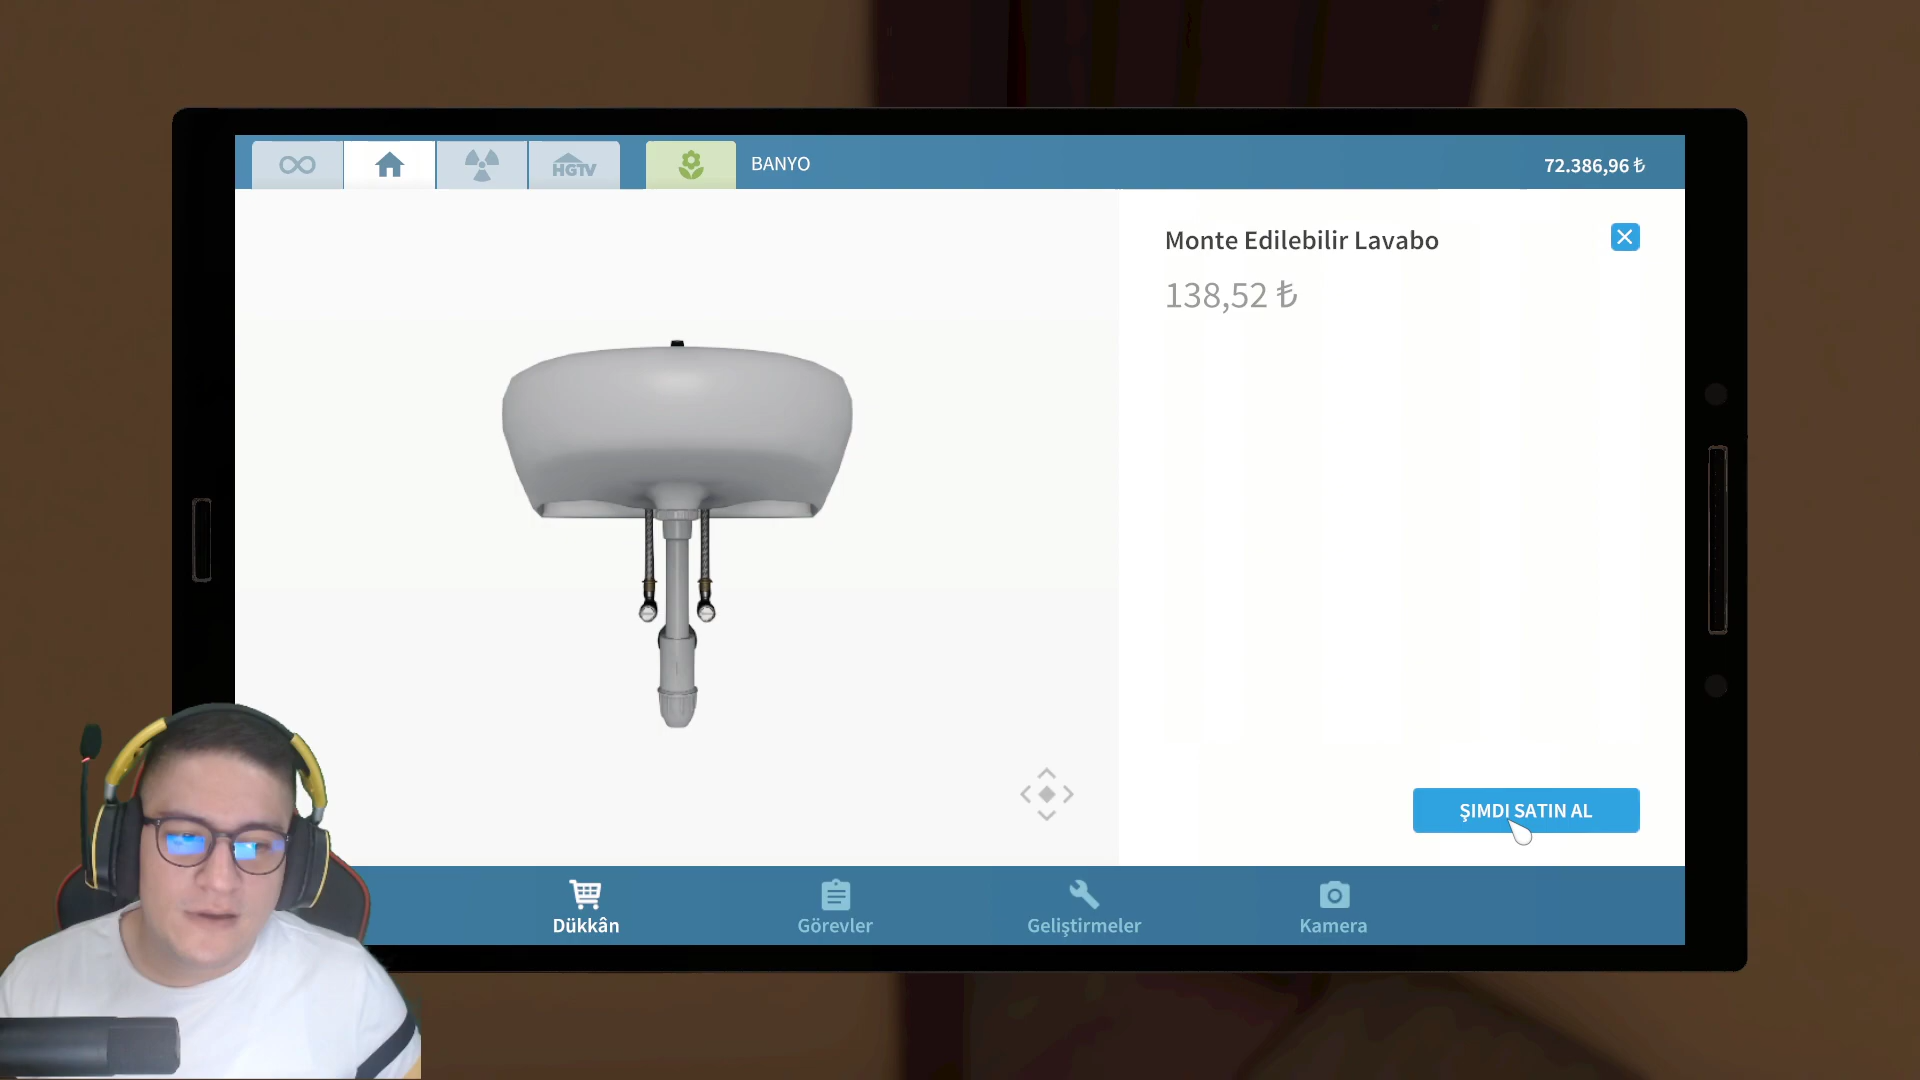 HGTV
BANYO
72.386,96 ₺
Monte Edilebilir Lavabo
138,52 ₺
ŞIMDI SATIN AL
Dükkân
Görevler
Geliştirmeler
Kamera